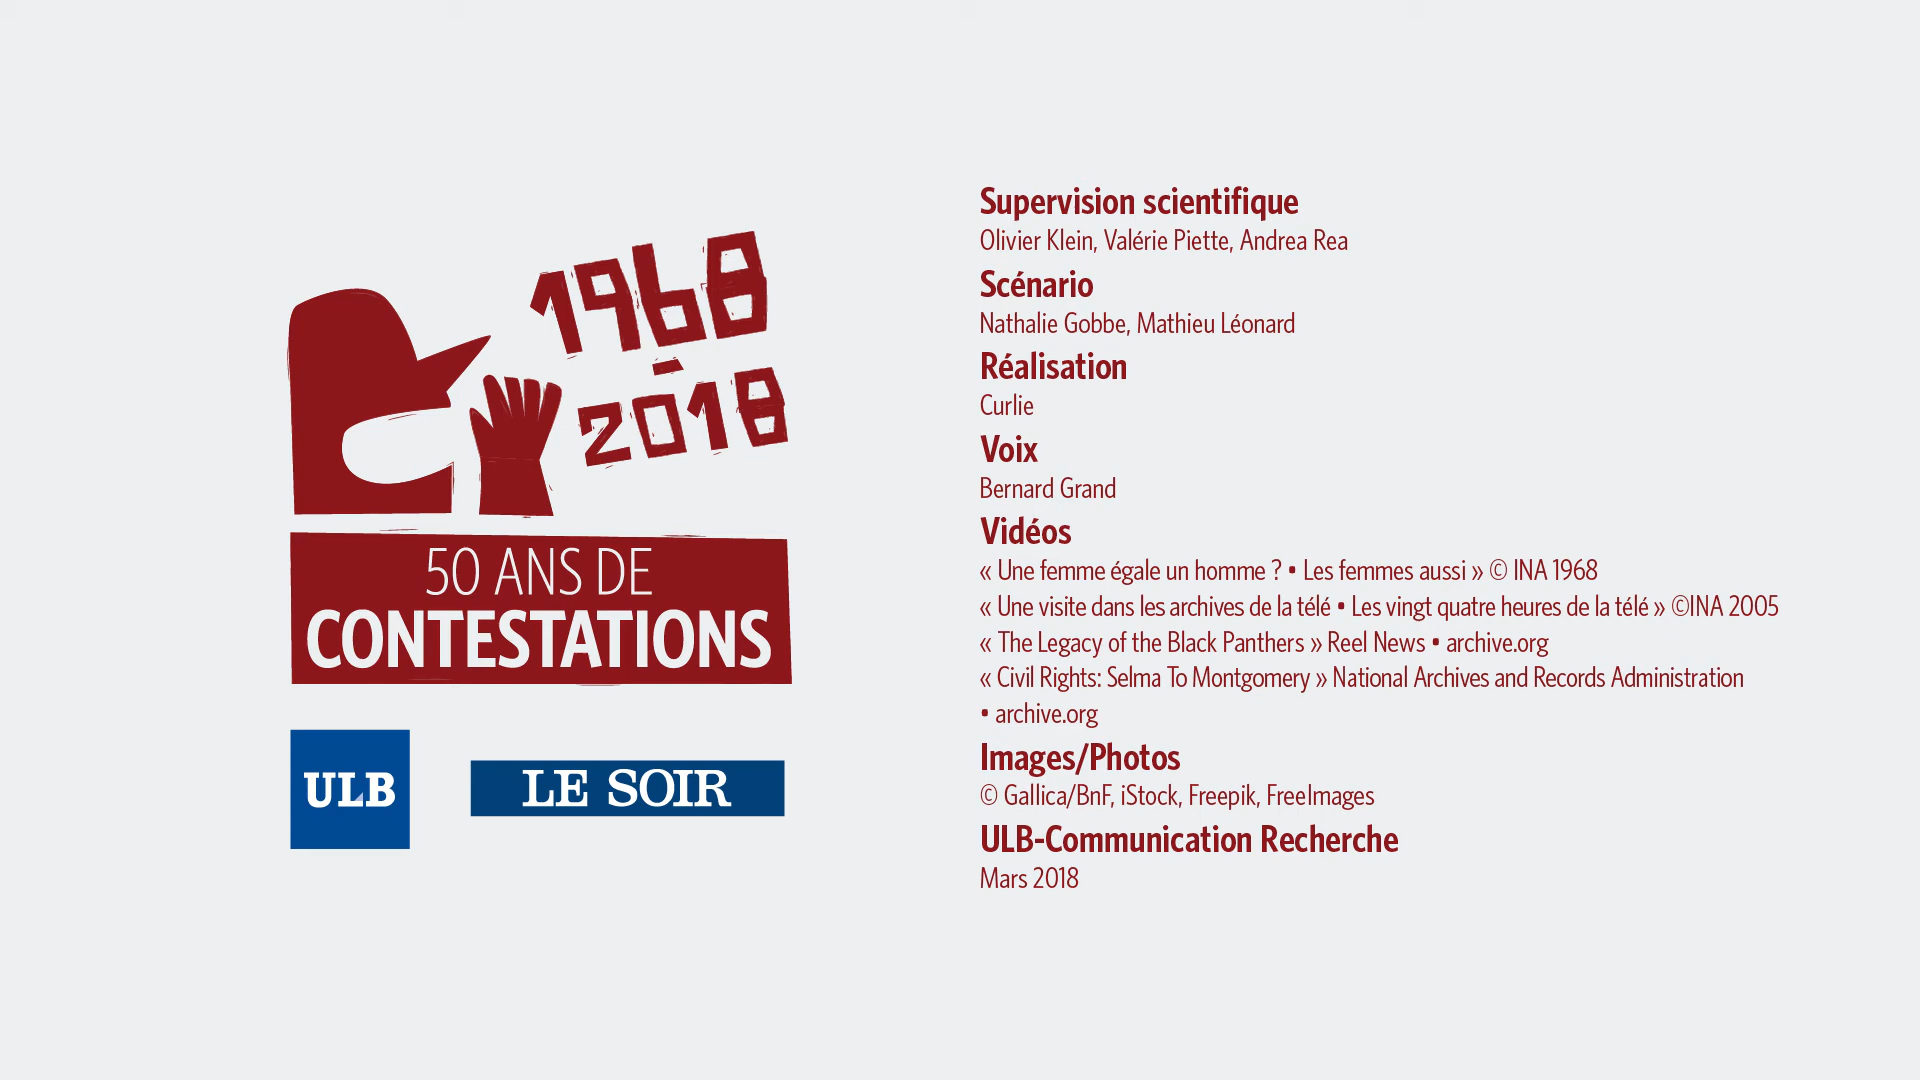 1968
-
2018
50 ANS DE
CONTESTATIONS
ULB
LE SOIR
Supervision scientifique
Olivier Klein, Valérie Piette, Andrea Rea
Scénario
Nathalie Gobbe, Mathieu Léonard
Réalisation
Curlie
Voix
Bernard Grand
Vidéos
« Une femme égale un homme ? • Les femmes aussi » © INA 1968
« Une visite dans les archives de la télé • Les vingt quatre heures de la télé » ©INA 2005
« The Legacy of the Black Panthers » Reel News • archive.org
« Civil Rights: Selma To Montgomery » National Archives and Records Administration
• archive.org
Images/Photos
© Gallica/BnF, iStock, Freepik, FreeImages
ULB-Communication Recherche
Mars 2018